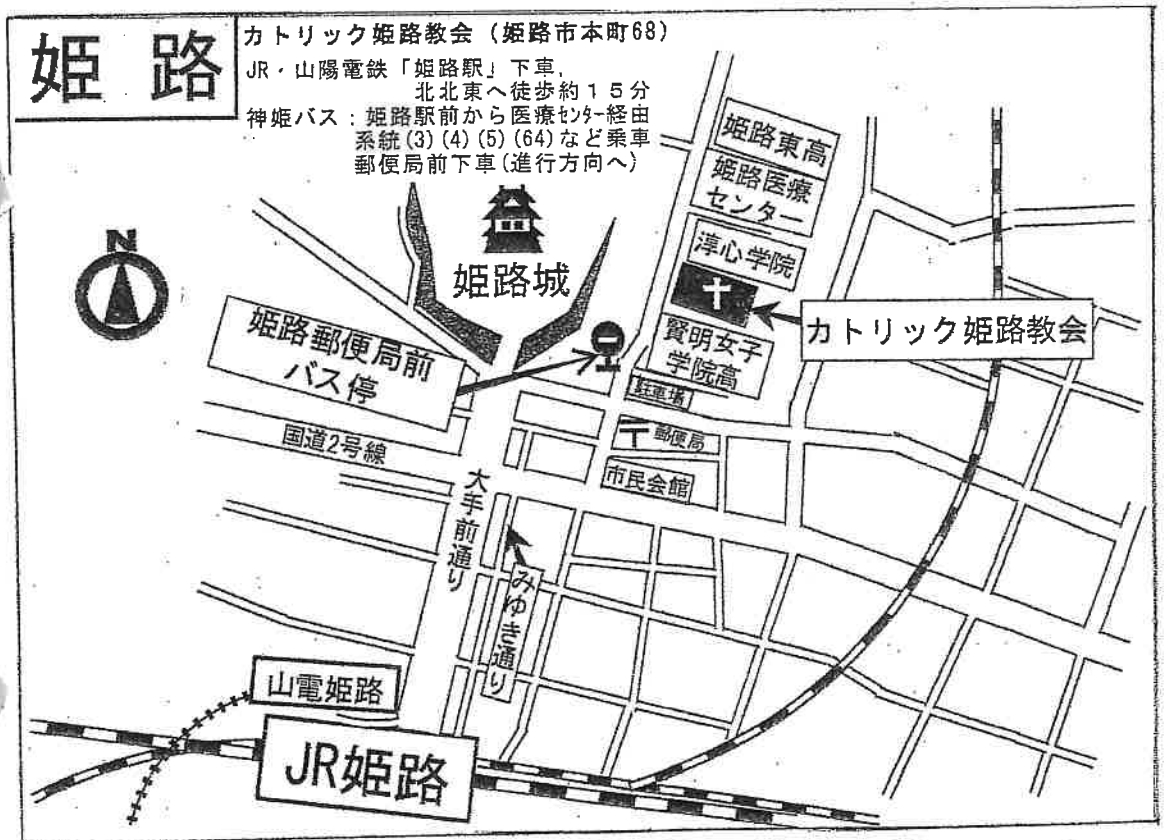 姫路
カトリック姫路教会（姫路市本町68）
JR・山陽電鉄「姫路駅」下車,
北北東へ徒歩約１５分
神姫バス：姫路駅前から医療ｾﾝﾀｰ経由
系統(3)(4)(5)(64)など乗車
郵便局前下車(進行方向へ)
N
姫路城
姫路東高
姫路医療
センター
淳心学院
カトリック姫路教会
賢明女子
学院高
駐車場
姫路郵便局前
バス停
〒郵便局
国道2号線
市民会館
大手前通り
みゆき通り
山電姫路
JR姫路